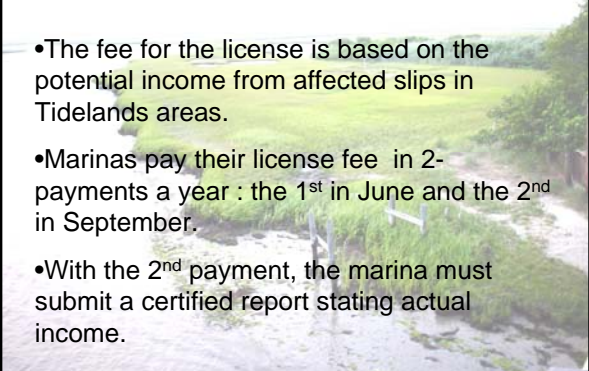 •The fee for the license is based on the
potential income from affected slips in
Tidelands areas.
•Marinas pay their license fee  in 2-
payments a year : the 1st in June and the 2nd
in September.
•With the 2nd payment, the marina must
submit a certified report stating actual
income.